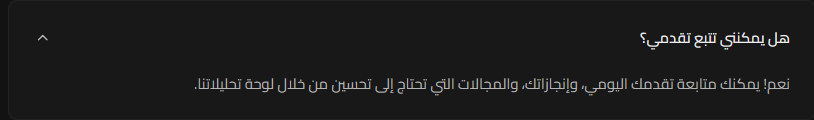 هل يمكنني تتبع تقدمي؟
نعم! يمكنك متابعة تقدمك اليومي، وإنجازاتك، والمجالات التي تحتاج إلى تحسين من خلال لوحة تحليلاتنا.